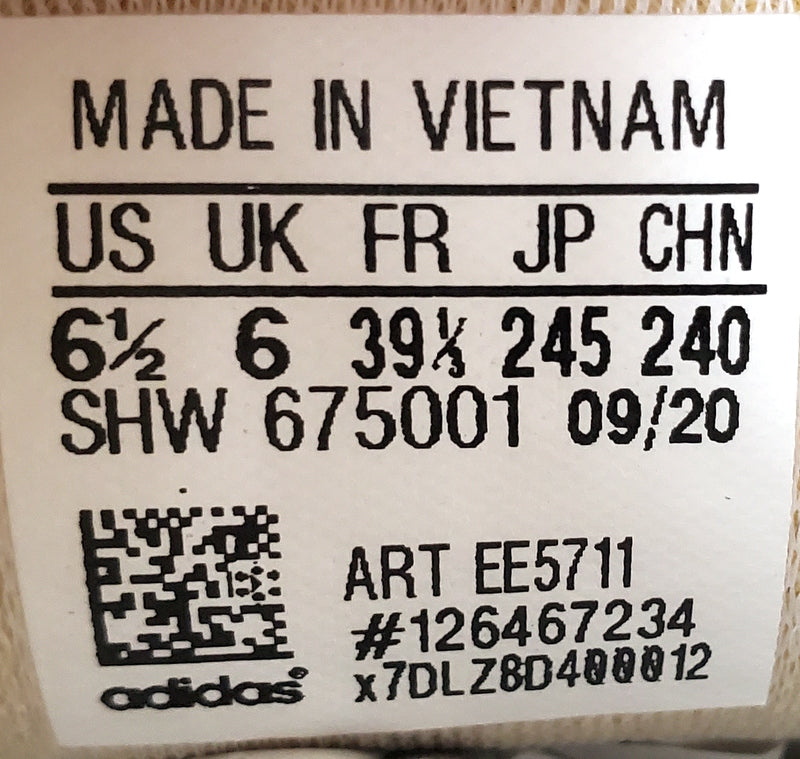 MADE IN VIETNAM
US UK FR JP CHN
6½ 6 39⅓ 245 240
SHW 675001 09/20
ART EE5711
#126467234
x7DLZ8D400012
adidas®